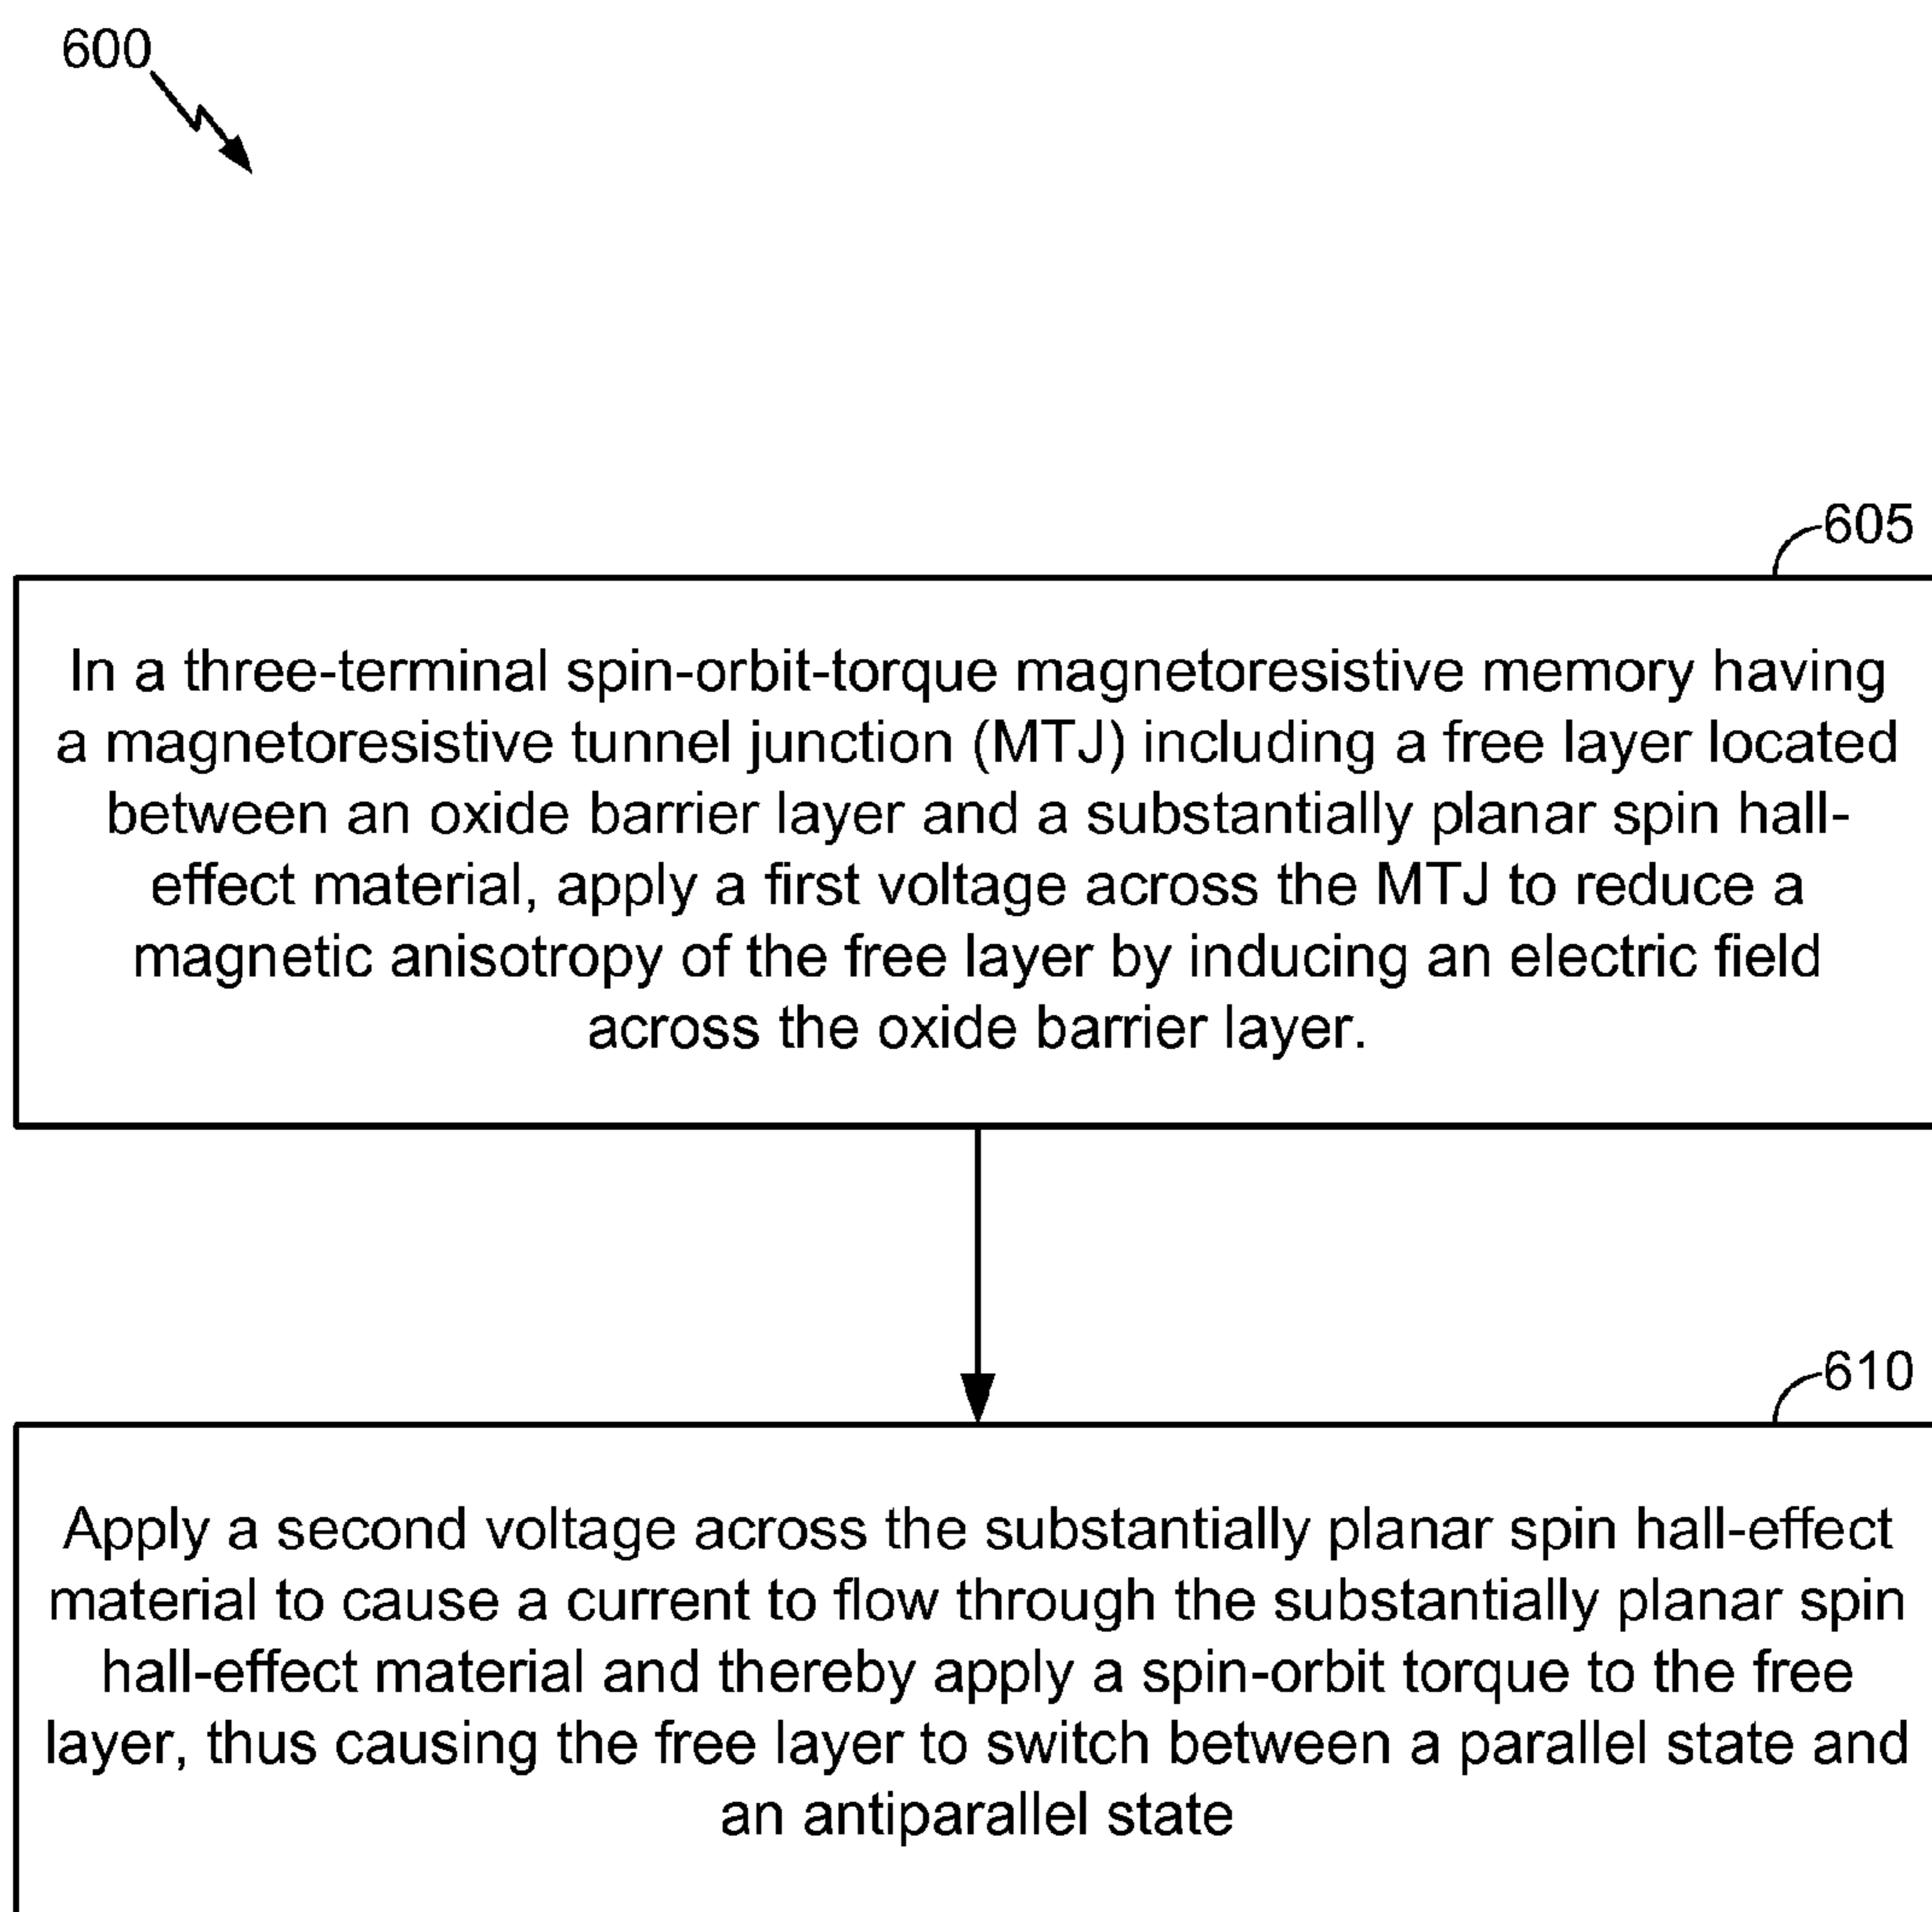 600
605
In a three-terminal spin-orbit-torque magnetoresistive memory having
a magnetoresistive tunnel junction (MTJ) including a free layer located
between an oxide barrier layer and a substantially planar spin hall-
effect material, apply a first voltage across the MTJ to reduce a
magnetic anisotropy of the free layer by inducing an electric field
across the oxide barrier layer.
610
Apply a second voltage across the substantially planar spin hall-effect
material to cause a current to flow through the substantially planar spin
hall-effect material and thereby apply a spin-orbit torque to the free
layer, thus causing the free layer to switch between a parallel state and
an antiparallel state